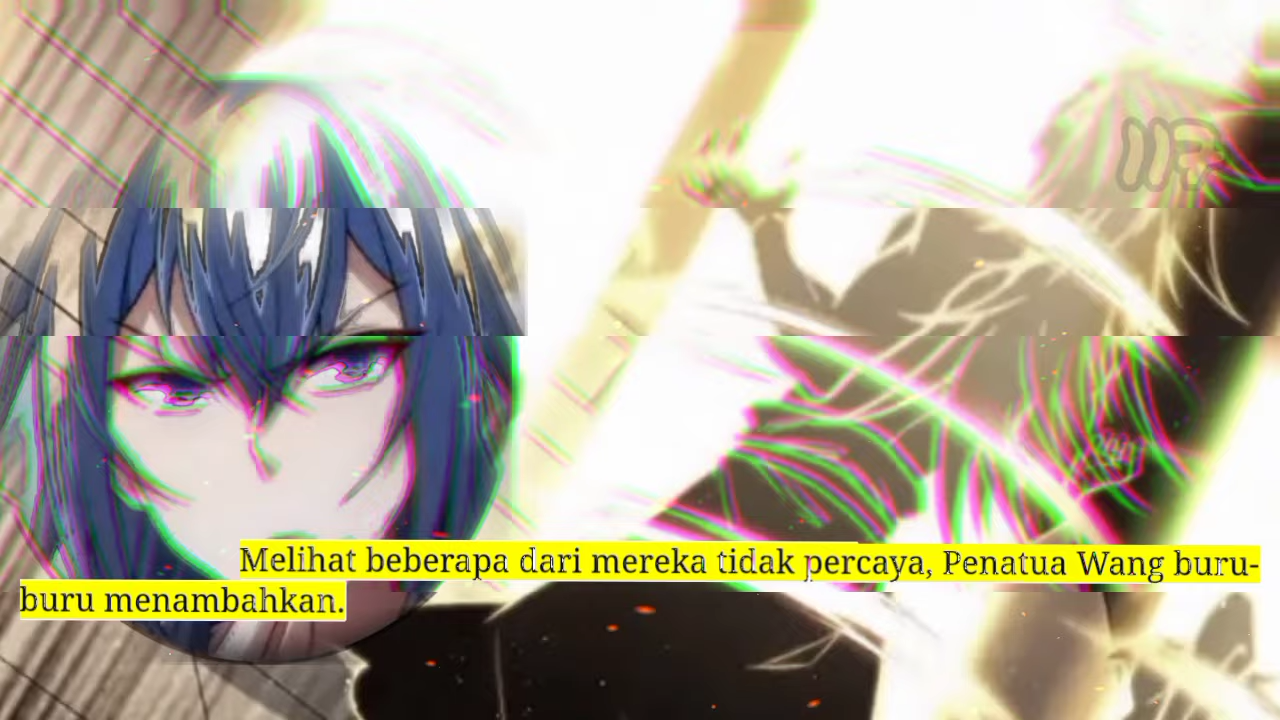 Melihat beberapa dari mereka tidak percaya, Penatua Wang buru-
buru menambahkan.